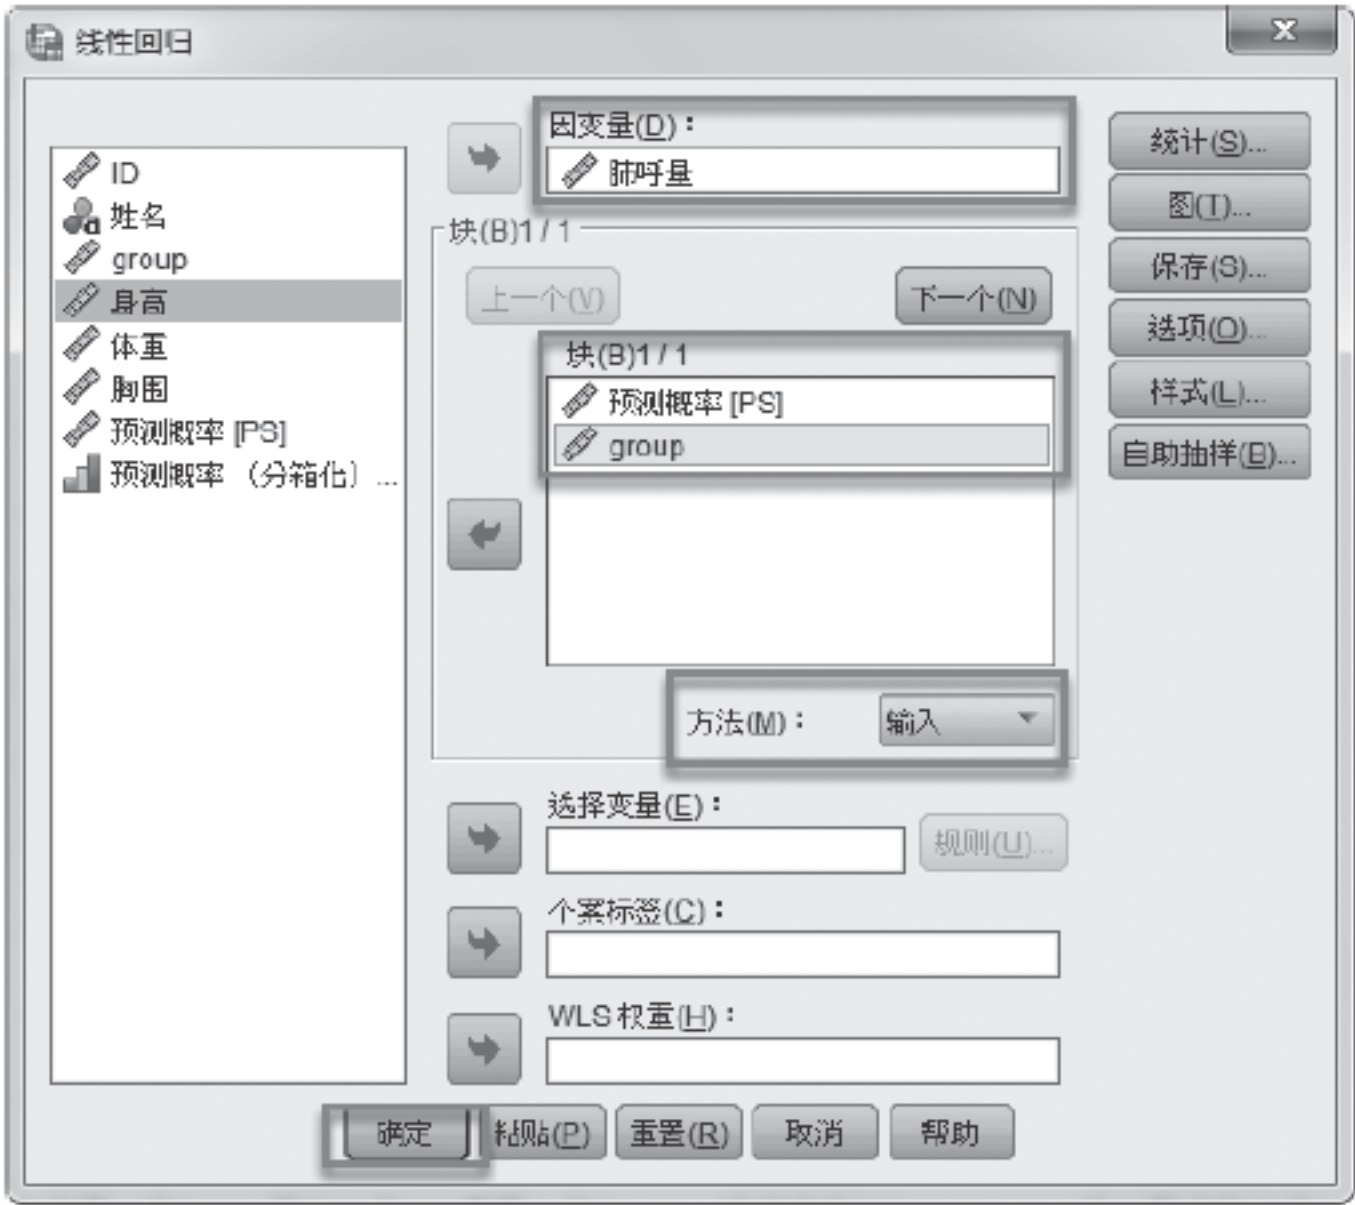 线性回归
ID
姓名
group
身高
体重
胸围
预测概率 [PS]
预测概率 （分箱化） ...
因变量(D)：
肺呼量
块(B)1 / 1
上一个(V)
下一个(N)
块(B)1 / 1
预测概率 [PS]
group
方法(M)：
输入
选择变量(E)：
规则(U)...
个案标签(C)：
WLS 权重(H)：
统计(S)...
图(T)...
保存(S)...
选项(O)...
样式(L)...
自助抽样(B)...
确定
粘贴(P)
重置(R)
取消
帮助